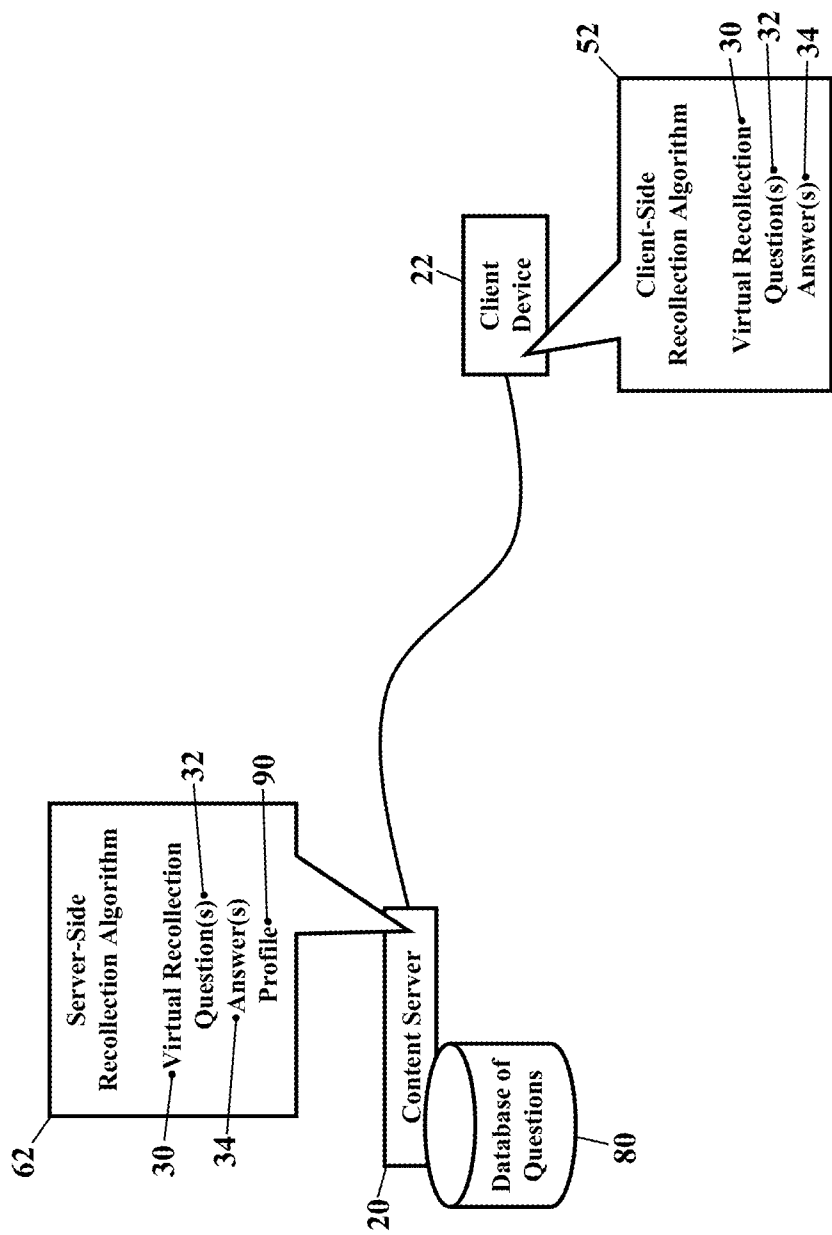 62
Server-Side
Recollection Algorithm
30
Virtual Recollection
Question(s)
32
34
Answer(s)
Profile
90
20
Content Server
Database of
Questions
80
22
Client
Device
52
Client-Side
Recollection Algorithm
Virtual Recollection
30
Question(s)
32
Answer(s)
34